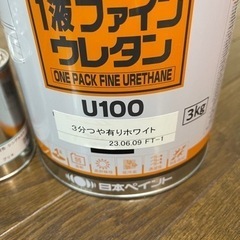 1液ファイン
ウレタン
ONE PACK FINE URETHANE
U100
3kg
3分つや有りホワイト
23.06.09 FT-1
日本ペイント